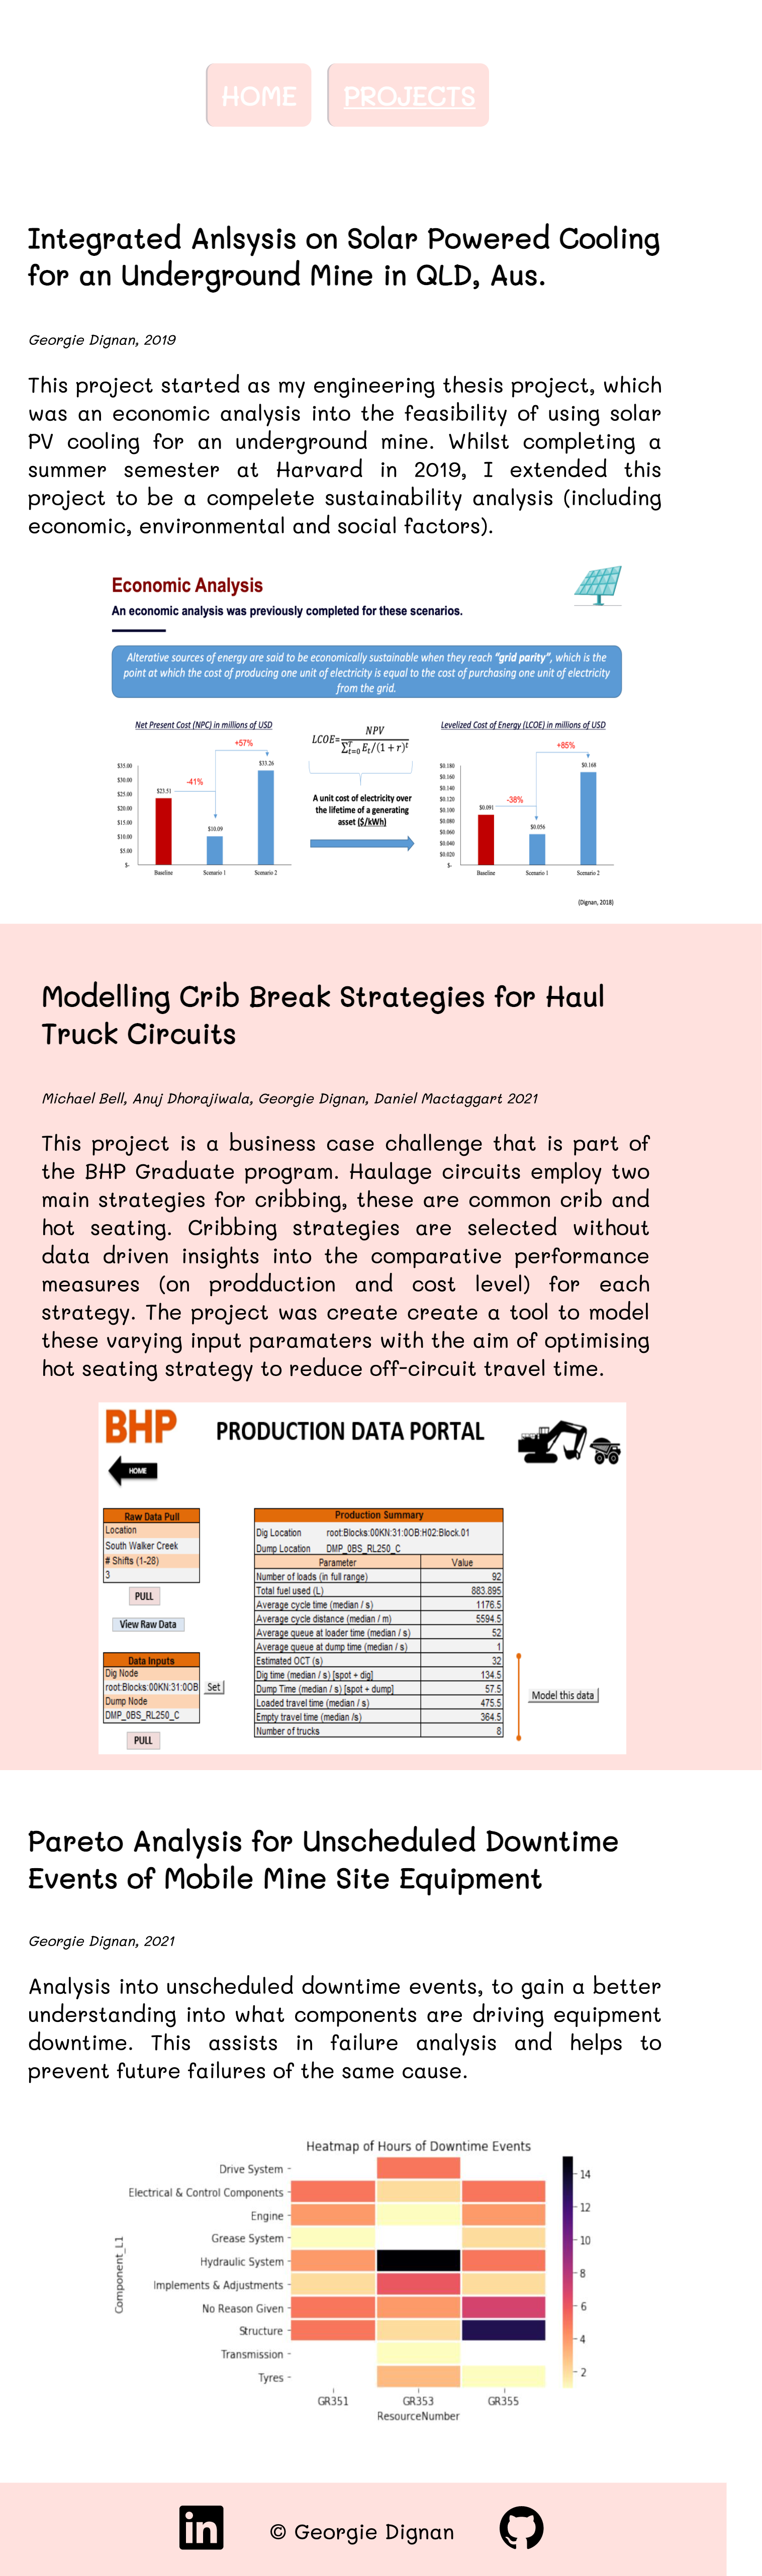 HOME PROJECTS
Integrated Anlsysis on Solar Powered Cooling
for an Underground Mine in QLD, Aus.
Georgie Dignan, 2019
This project started as my engineering thesis project, which
was an economic analysis into the feasibility of using solar
PV cooling for an underground mine. Whilst completing a
summer semester at Harvard in 2019, I extended this
project to be a compelete sustainability analysis (including
economic, environmental and social factors).
Economic Analysis
An economic analysis was previously completed for these scenarios.
Alterative sources of energy are said to be economically sustainable when they reach "grid parity", which is the
point at which the cost of producing one unit of electricity is equal to the cost of purchasing one unit of electricity
from the grid.
Net Present Cost (NPC) in millions of USD
+57%
-41%
$35.00
$30.00
$25.00
$20.00
$15.00
$10.00
$5.00
$-
$23.51
$10.09
$33.26
Baseline Scenario 1 Scenario 2
LCOE= NPV / ∑ᵀₜ₌₀ Eₜ/(1 + r)ᵗ
A unit cost of electricity over
the lifetime of a generating
asset ($/kWh)
Levelized Cost of Energy (LCOE) in millions of USD
+85%
-38%
$0.180
$0.160
$0.140
$0.120
$0.100
$0.080
$0.060
$0.040
$0.020
$-
$0.091
$0.056
$0.168
Baseline Scenario 1 Scenario 2
(Dignan, 2018)
Modelling Crib Break Strategies for Haul
Truck Circuits
Michael Bell, Anuj Dhorajiwala, Georgie Dignan, Daniel Mactaggart 2021
This project is a business case challenge that is part of
the BHP Graduate program. Haulage circuits employ two
main strategies for cribbing, these are common crib and
hot seating. Cribbing strategies are selected without
data driven insights into the comparative performance
measures (on prodduction and cost level) for each
strategy. The project was create create a tool to model
these varying input paramaters with the aim of optimising
hot seating strategy to reduce off-circuit travel time.
BHP PRODUCTION DATA PORTAL
HOME
Raw Data Pull
Location
South Walker Creek
# Shifts (1-28)
3
PULL
View Raw Data
Data Inputs
Dig Node
root:Blocks:00KN:31:0OB Set
Dump Node
DMP_0BS_RL250_C
PULL
Production Summary
Dig Location root:Blocks:00KN:31:0OB:H02:Block.01
Dump Location DMP_0BS_RL250_C
Parameter Value
Number of loads (in full range) 92
Total fuel used (L) 883.895
Average cycle time (median / s) 1176.5
Average cycle distance (median / m) 5594.5
Average queue at loader time (median / s) 52
Average queue at dump time (median / s) 1
Estimated OCT (s) 32
Dig time (median / s) [spot + dig] 134.5
Dump Time (median / s) [spot + dump] 57.5
Loaded travel time (median / s) 475.5
Empty travel time (median /s) 364.5
Number of trucks 8
Model this data
Pareto Analysis for Unscheduled Downtime
Events of Mobile Mine Site Equipment
Georgie Dignan, 2021
Analysis into unscheduled downtime events, to gain a better
understanding into what components are driving equipment
downtime. This assists in failure analysis and helps to
prevent future failures of the same cause.
Heatmap of Hours of Downtime Events
Component_L1
Drive System
Electrical & Control Components
Engine
Grease System
Hydraulic System
Implements & Adjustments
No Reason Given
Structure
Transmission
Tyres
GR351 GR353 GR355
ResourceNumber
14
12
10
8
6
4
2
in © Georgie Dignan